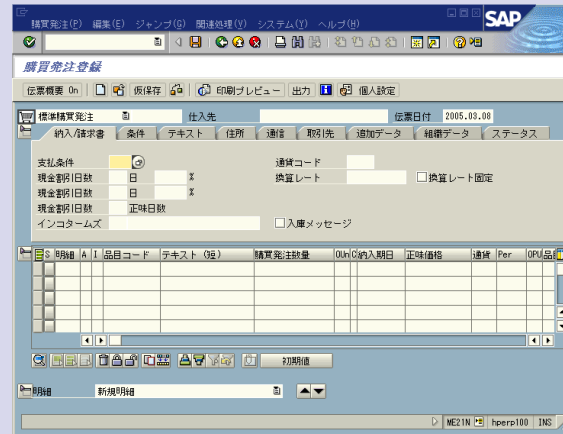 購買発注(P) 編集(E) ジャンプ(G) 関連処理(V) システム(Y) ヘルプ(H)
SAP
購買発注登録
伝票概要 On 仮保存 印刷プレビュー 出力 個人設定
標準購買発注 仕入先 伝票日付 2005.03.08
納入/請求書 条件 テキスト 住所 通信 取引先 追加データ 組織データ ステータス
支払条件 通貨コード
現金割引日数 日 % 換算レート 換算レート固定
現金割引日数 日 %
現金割引日数 正味日数
インコタームズ 入庫メッセージ
S 明細 A I 品目コード テキスト (短) 購買発注数量 OUn C 納入期日 正味価格 通貨 Per OPU 品目
初期値
明細 新規明細
ME21N hperp100 INS